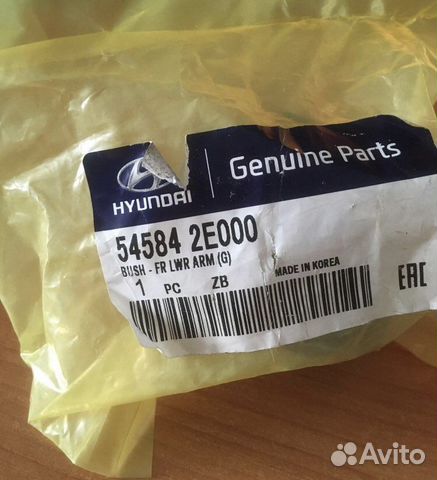 HYUNDAI
Genuine Parts
54584 2E000
BUSH - FR LWR ARM (G)
1 PC ZB
MADE IN KOREA
EAC
Avito